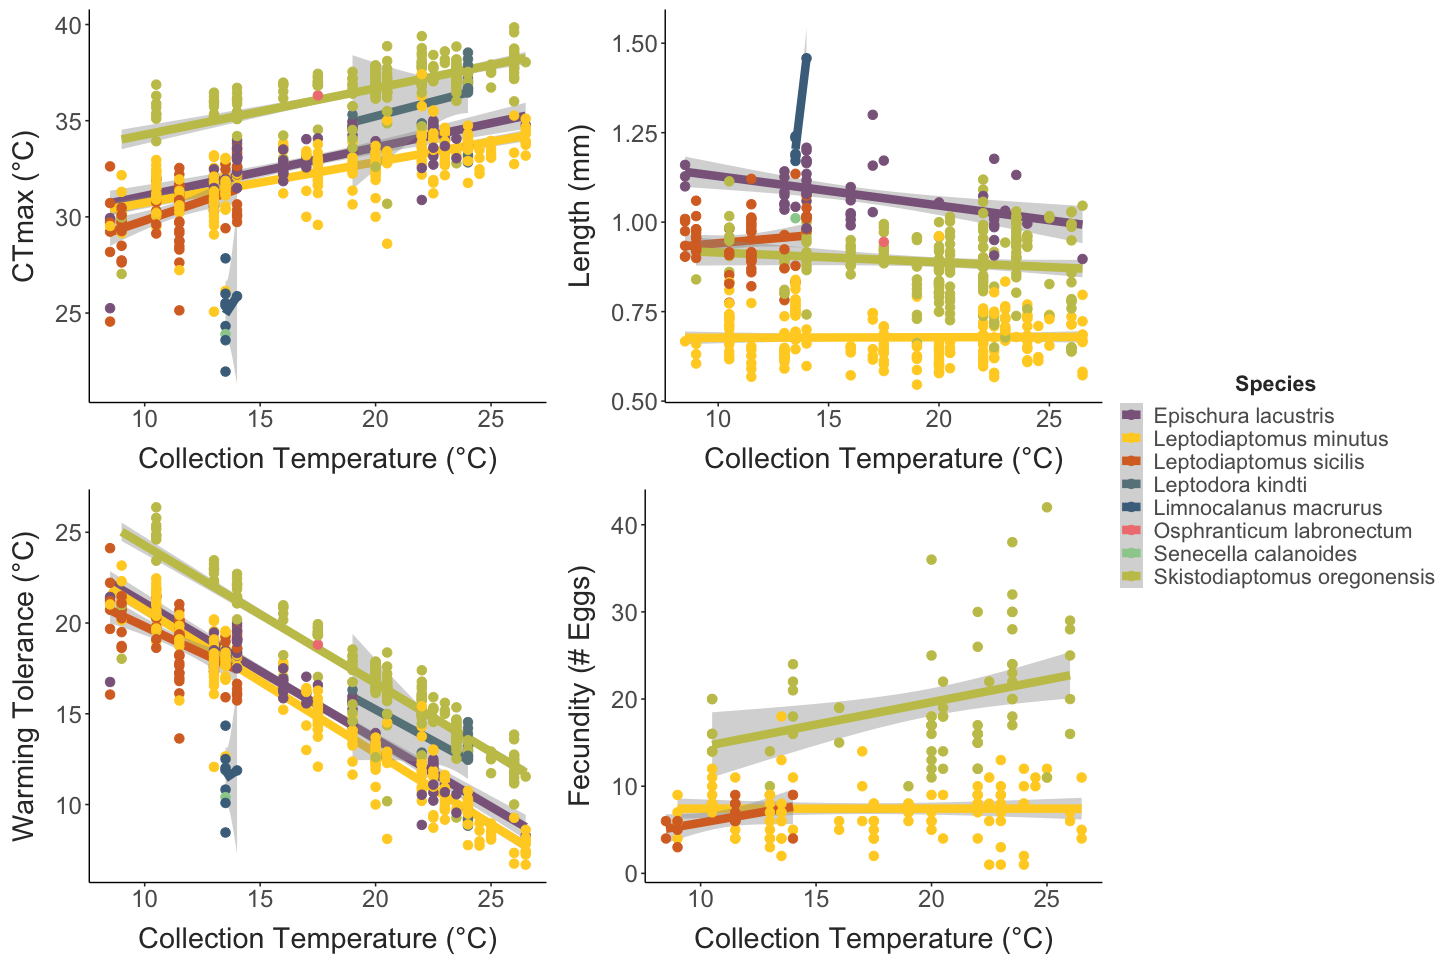 40
35
30
25
10
15
20
25
CTmax (°C)
Collection Temperature (°C)
1.50
1.25
1.00
0.75
0.50
10
15
20
25
Length (mm)
Collection Temperature (°C)
Species
Epischura lacustris
Leptodiaptomus minutus
Leptodiaptomus sicilis
Leptodora kindti
Limnocalanus macrurus
Osphranticum labronectum
Senecella calanoides
Skistodiaptomus oregonensis
25
20
15
10
10
15
20
25
Warming Tolerance (°C)
Collection Temperature (°C)
40
30
20
10
0
10
15
20
25
Fecundity (# Eggs)
Collection Temperature (°C)